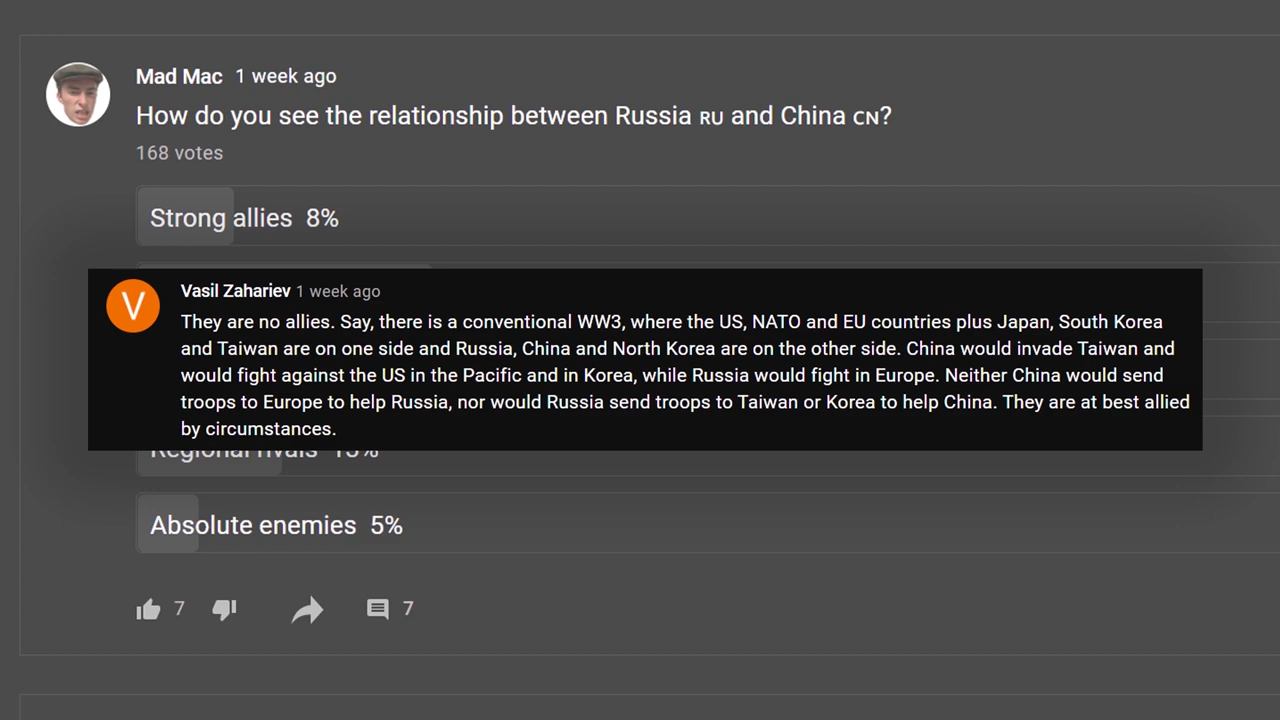 Mad Mac 1 week ago
How do you see the relationship between Russia RU and China CN?
168 votes
Strong allies 8%
V
Vasil Zahariev 1 week ago
They are no allies. Say, there is a conventional WW3, where the US, NATO and EU countries plus Japan, South Korea
and Taiwan are on one side and Russia, China and North Korea are on the other side. China would invade Taiwan and
would fight against the US in the Pacific and in Korea, while Russia would fight in Europe. Neither China would send
troops to Europe to help Russia, nor would Russia send troops to Taiwan or Korea to help China. They are at best allied
by circumstances.
Regional rivals
Absolute enemies 5%
7 7